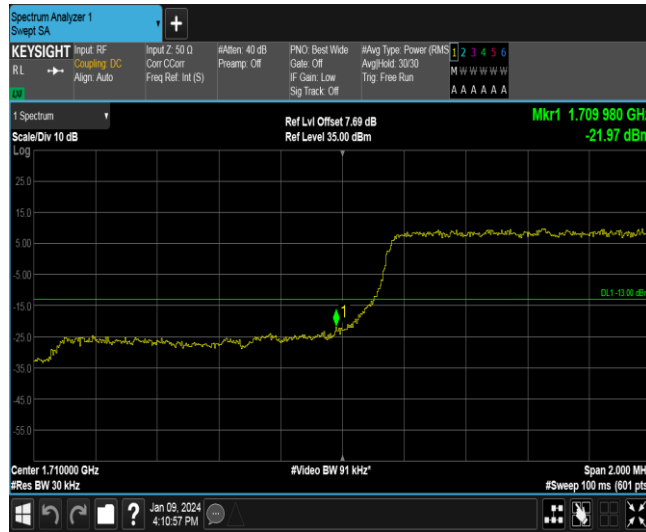 Spectrum Analyzer 1
Swept SA
KEYSIGHT
RL
LXI
Input: RF
Coupling: DC
Align: Auto
Input Z: 50 Ω
Corr CCorr
Freq Ref: Int (S)
#Atten: 40 dB
Preamp: Off
PNO: Best Wide
Gate: Off
IF Gain: Low
Sig Track: Off
#Avg Type: Power (RMS
Avg|Hold: 30/30
Trig: Free Run
1 2 3 4 5 6
M W W W W W
A A A A A A
1 Spectrum
Scale/Div 10 dB
Log
Ref Lvl Offset 7.69 dB
Ref Level 35.00 dBm
Mkr1 1.709 980 GHz
-21.97 dBm
25.0
15.0
5.00
-5.00
-15.0
-25.0
-35.0
-45.0
-55.0
1
DL1 -13.00 dBm
Center 1.710000 GHz
#Res BW 30 kHz
#Video BW 91 kHz*
Span 2.000 MH
#Sweep 100 ms (601 pts
?
Jan 09, 2024
4:10:57 PM